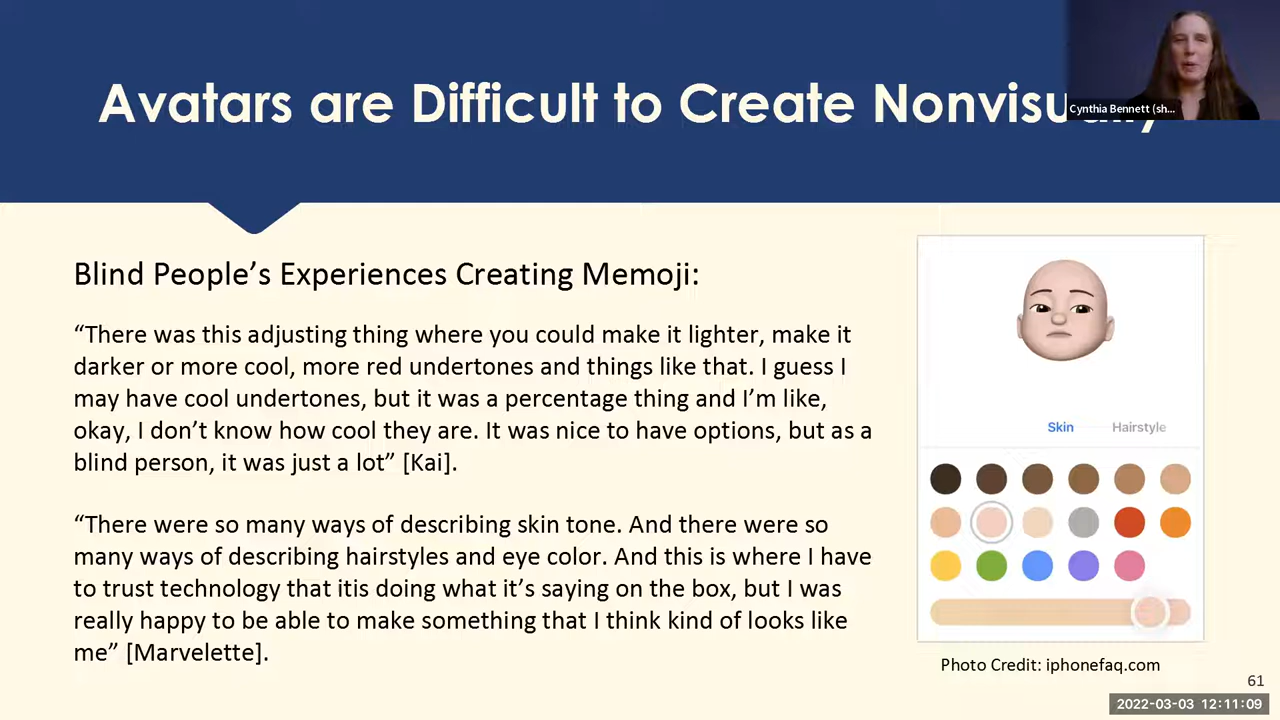 Avatars are Difficult to Create
Cynthia Bennett (sh...
Blind People's Experiences Creating Memoji:
“There was this adjusting thing where you could make it lighter, make it
darker or more cool, more red undertones and things like that. I guess I
may have cool undertones, but it was a percentage thing and I’m like,
okay, I don’t know how cool they are. It was nice to have options, but as a
blind person, it was just a lot” [Kai].
“There were so many ways of describing skin tone. And there were so
many ways of describing hairstyles and eye color. And this is where I have
to trust technology that itis doing what it’s saying on the box, but I was
really happy to be able to make something that I think kind of looks like
me” [Marvelette].
Skin Hairstyle
Photo Credit: iphonefaq.com
61
2022-03-03 12:11:09